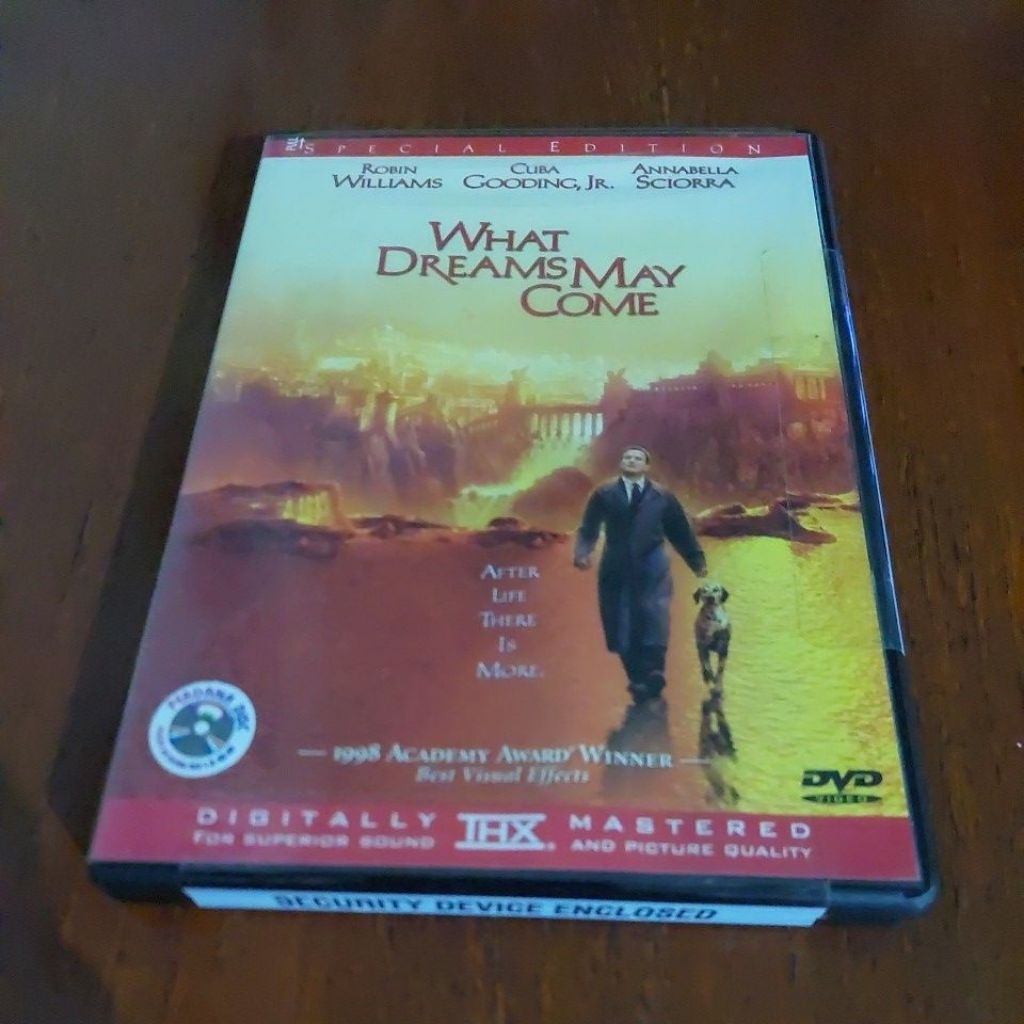 PULL
SPECIAL EDITION
ROBIN WILLIAMS
CUBA GOODING, JR.
ANNABELLA SCIORRA
WHAT
DREAMS MAY
COME
AFTER
LIFE
THERE
IS
MORE.
1998 ACADEMY AWARD WINNER
Best Visual Effects
DVD
VIDEO
DIGITALLY THX MASTERED
FOR SUPERIOR SOUND AND PICTURE QUALITY
SECURITY DEVICE ENCLOSED